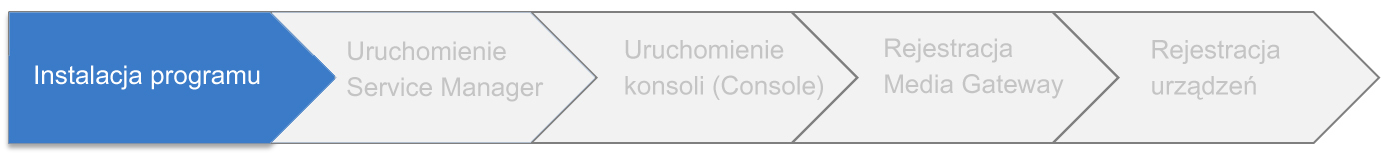 Instalacja programu
Uruchomienie
Service Manager
Uruchomienie
konsoli (Console)
Rejestracja
Media Gateway
Rejestracja
urządzeń